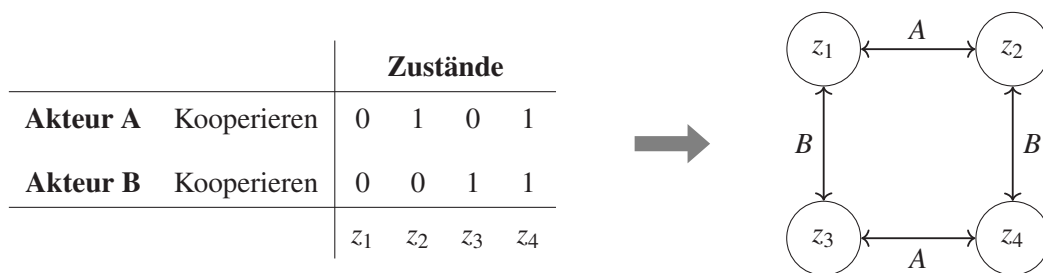 Zustände
Akteur A Kooperieren 0 1 0 1
Akteur B Kooperieren 0 0 1 1
z1 z2 z3 z4
z1 A z2
B B
z3 A z4